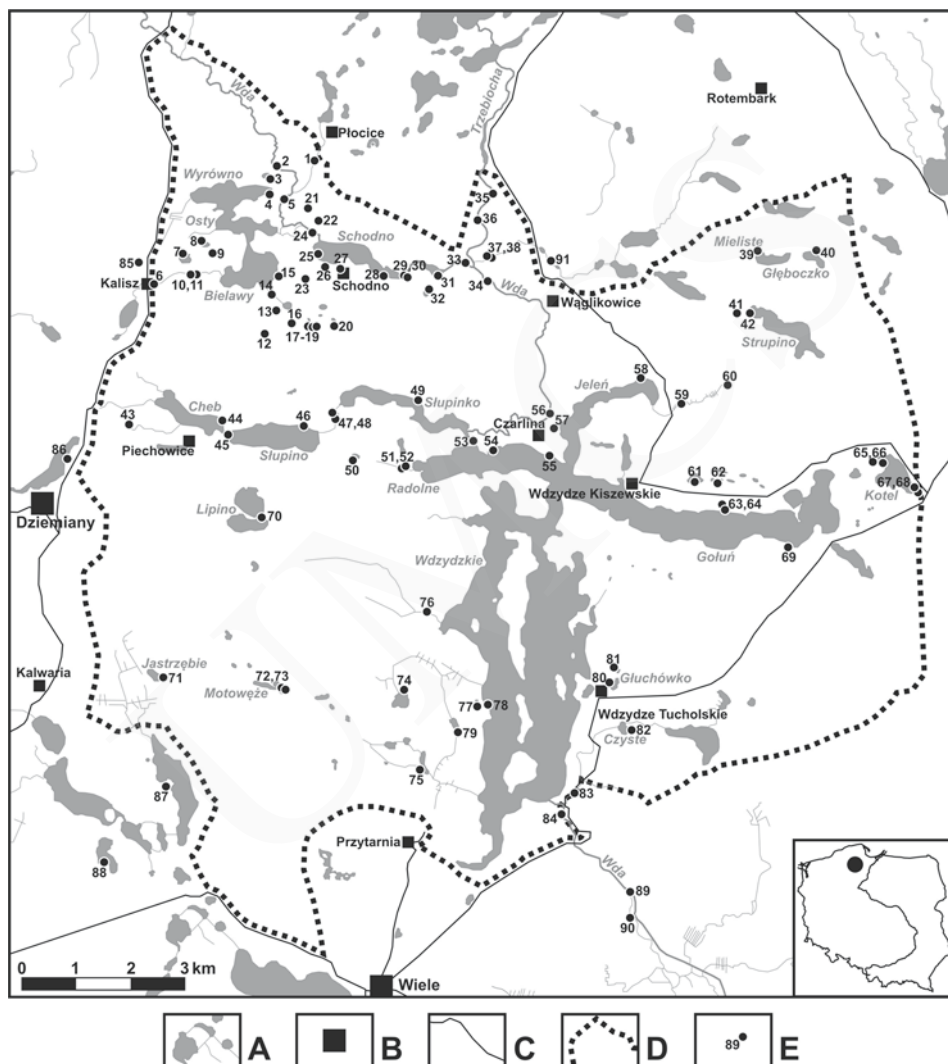 Wda
Trzebiocha
Rotembark
Płocice
1
2
3
Wyrówno
4
5
21
35
Osty
22
36
24
Schodno
8
7
9
25
37,38
Mieliste
39
40
85
6
10,11
15
26
27
28
29,30
31
33
34
91
Głęboczko
Kalisz
Bielawy
14
23
Schodno
32
Wda
Wąglikowice
13
16
41
42
12
17-19
20
Strupino
58
Jeleń
60
59
49
Cheb
Słupinko
56
43
44
46
47,48
57
Czarlina
45
Piechowice
Słupino
53
54
86
50
51,52
55
65,66
Radolne
Wdzydze Kiszewskie
61
62
67,68
Kotel
Dziemiany
Lipino
70
63,64
Gołuń
69
Wdzydzkie
76
Kalwaria
Jastrzębie
71
72,73
Motowęże
74
81
80
Głuchówko
77
78
Wdzydze Tucholskie
79
82
Czyste
75
87
83
84
Przytarnia
88
Wda
89
90
0 1 2 3 km
Wiele
A B C D 89 E
UMCS